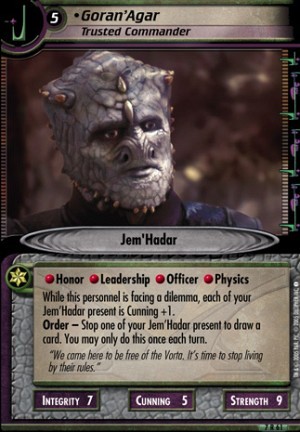 5
•Goran'Agar
Trusted Commander
Jem'Hadar
• Honor • Leadership • Officer • Physics
While this personnel is facing a dilemma, each of
your Jem'Hadar present is Cunning +1.
Order – Stop one of your Jem'Hadar present to draw a
card. You may only do this once each turn.
"We came here to be free of the Vorta. It's time to stop living
by their rules."
Integrity 7 Cunning 5 Strength 9